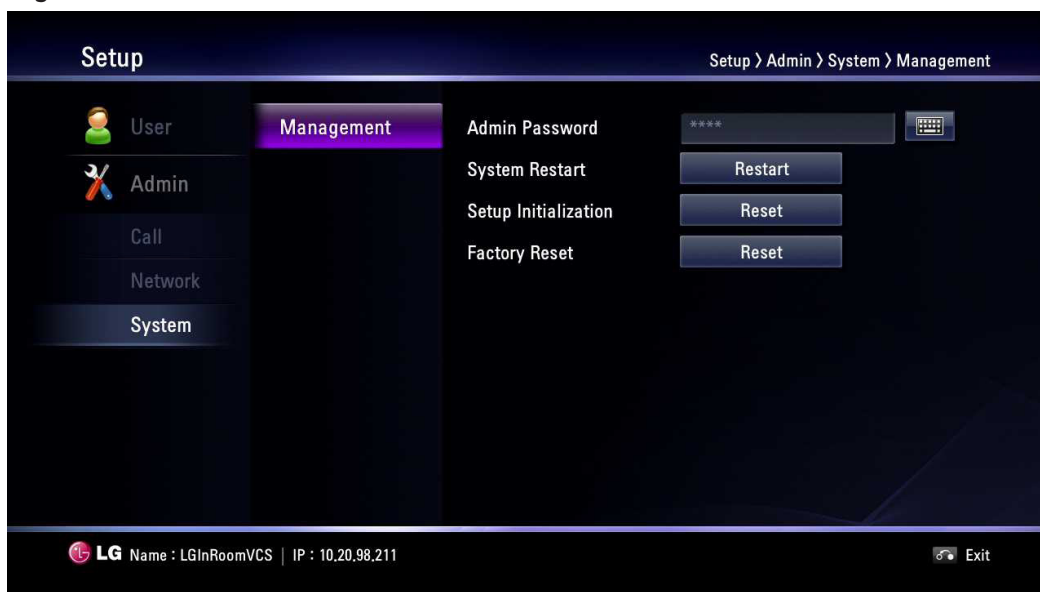 Setup
Setup > Admin > System > Management
User
Admin
Call
Network
System
Management
Admin Password ****
System Restart Restart
Setup Initialization Reset
Factory Reset Reset
LG Name : LGInRoomVCS | IP : 10.20.98.211
Exit